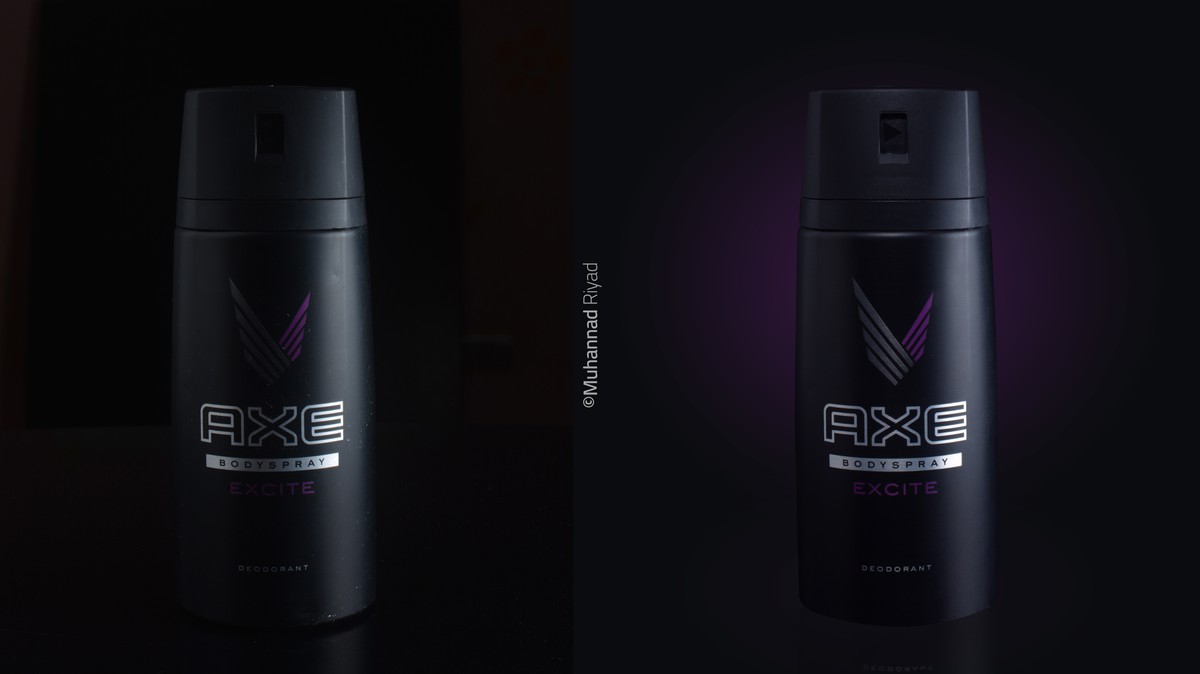 AXE
BODYSPRAY
EXCITE
DEODORANT
©Muhannad Riyad
AXE
BODYSPRAY
EXCITE
DEODORANT